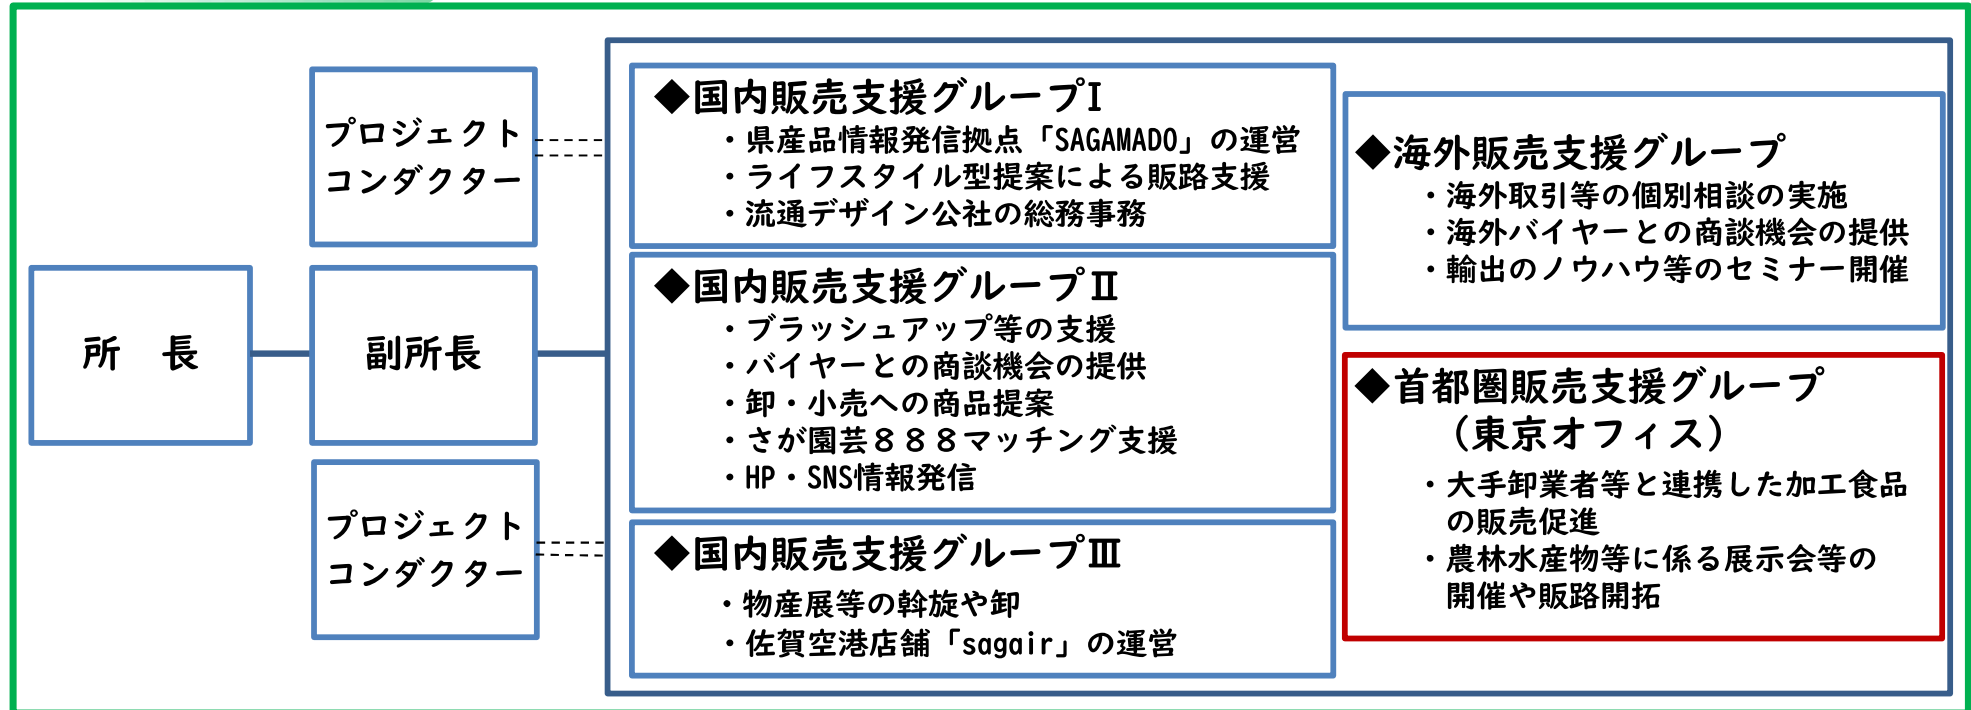 プロジェクト
コンダクター
所　長
副所長
プロジェクト
コンダクター
◆国内販売支援グループⅠ
・県産品情報発信拠点「SAGAMADO」の運営
・ライフスタイル型提案による販路支援
・流通デザイン公社の総務事務
◆国内販売支援グループⅡ
・ブラッシュアップ等の支援
・バイヤーとの商談機会の提供
・卸・小売への商品提案
・さが園芸８８８マッチング支援
・HP・SNS情報発信
◆国内販売支援グループⅢ
・物産展等の斡旋や卸
・佐賀空港店舗「sagair」の運営
◆海外販売支援グループ
・海外取引等の個別相談の実施
・海外バイヤーとの商談機会の提供
・輸出のノウハウ等のセミナー開催
◆首都圏販売支援グループ
（東京オフィス）
・大手卸業者等と連携した加工食品
の販売促進
・農林水産物等に係る展示会等の
開催や販路開拓